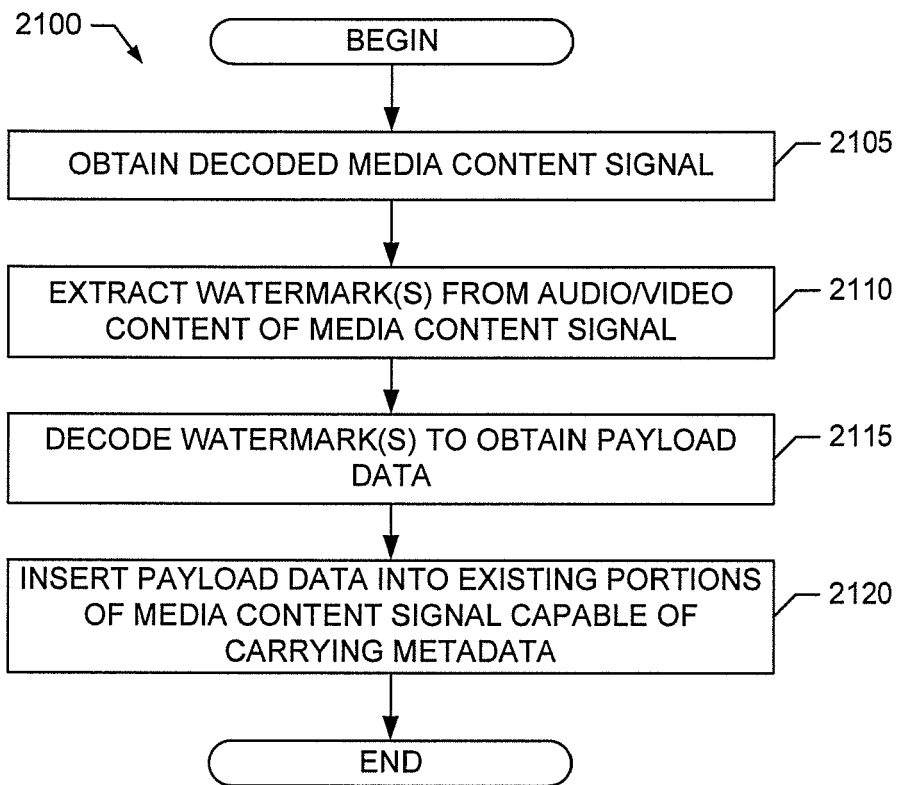 2100
BEGIN
OBTAIN DECODED MEDIA CONTENT SIGNAL
2105
EXTRACT WATERMARK(S) FROM AUDIO/VIDEO
CONTENT OF MEDIA CONTENT SIGNAL
2110
DECODE WATERMARK(S) TO OBTAIN PAYLOAD
DATA
2115
INSERT PAYLOAD DATA INTO EXISTING PORTIONS
OF MEDIA CONTENT SIGNAL CAPABLE OF
CARRYING METADATA
2120
END